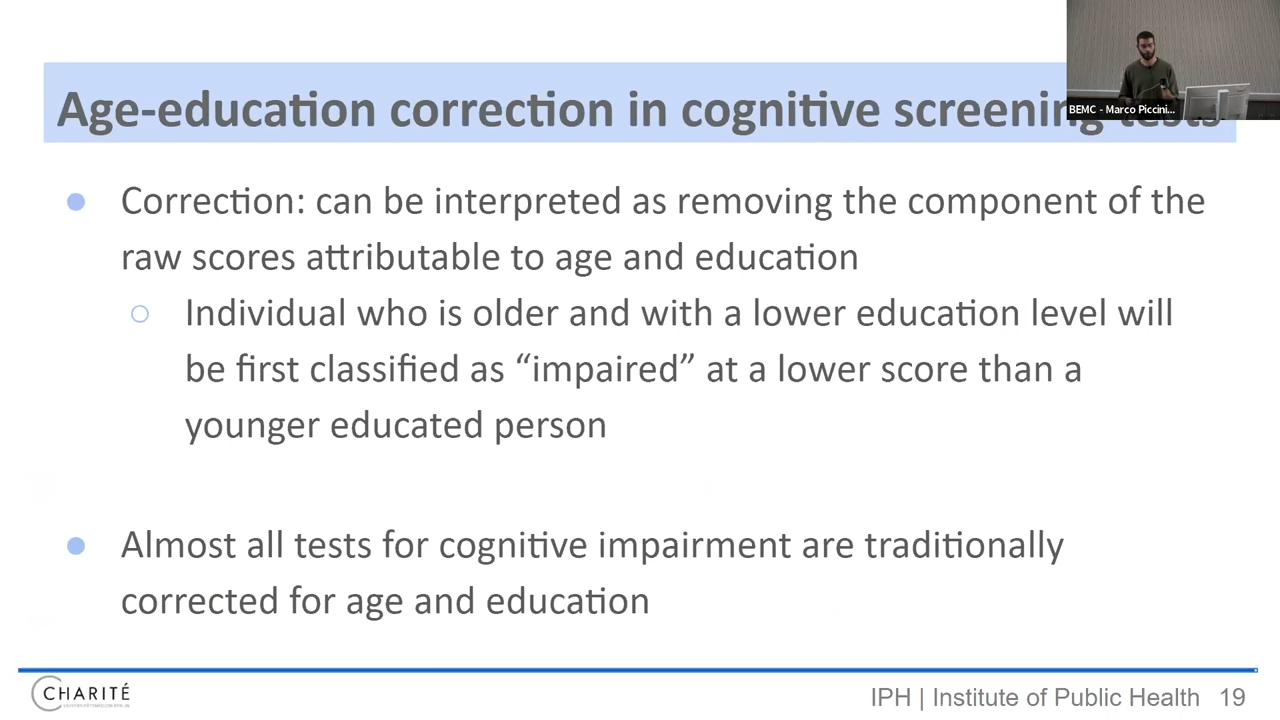 Age-education correction in cognitive screening tests
BEMC - Marco Piccini...
Correction: can be interpreted as removing the component of the
raw scores attributable to age and education
Individual who is older and with a lower education level will
be first classified as “impaired” at a lower score than a
younger educated person
Almost all tests for cognitive impairment are traditionally
corrected for age and education
CHARITÉ
IPH | Institute of Public Health 19